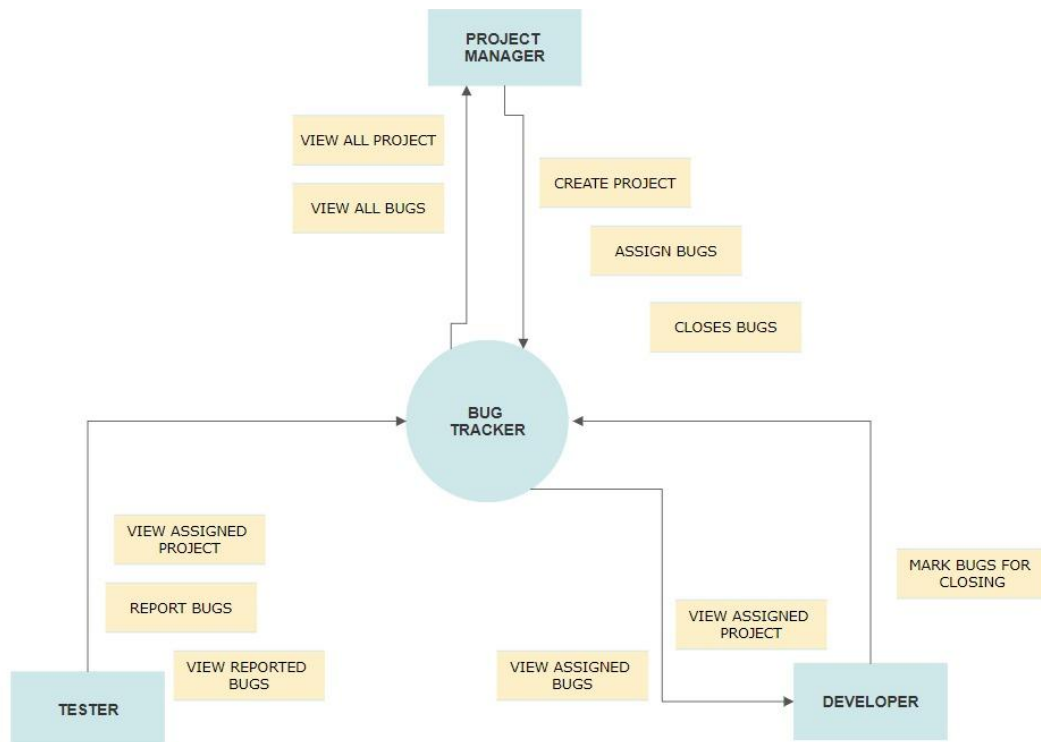 PROJECT
MANAGER
VIEW ALL PROJECT
VIEW ALL BUGS
CREATE PROJECT
ASSIGN BUGS
CLOSES BUGS
BUG
TRACKER
VIEW ASSIGNED
PROJECT
REPORT BUGS
VIEW REPORTED
BUGS
TESTER
VIEW ASSIGNED
BUGS
VIEW ASSIGNED
PROJECT
MARK BUGS FOR
CLOSING
DEVELOPER